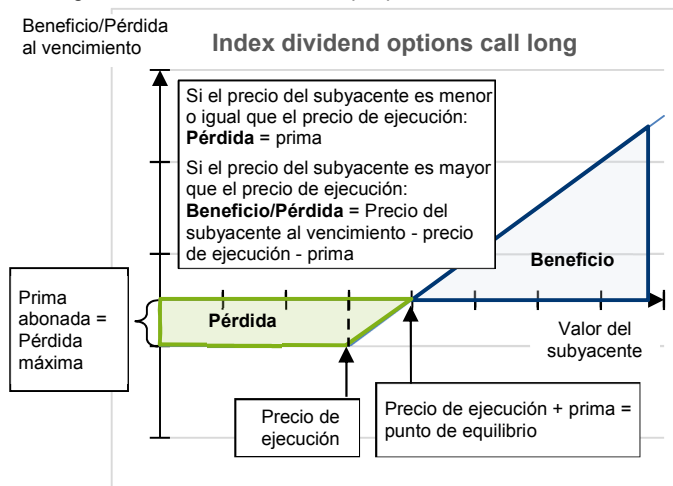 Beneficio/Pérdida
al vencimiento
Index dividend options call long
Si el precio del subyacente es menor
o igual que el precio de ejecución:
Pérdida = prima
Si el precio del subyacente es mayor
que el precio de ejecución:
Beneficio/Pérdida = Precio del
subyacente al vencimiento - precio
de ejecución - prima
Beneficio
Prima
abonada =
Pérdida
máxima
Pérdida
Valor del
subyacente
Precio de
ejecución
Precio de ejecución + prima =
punto de equilibrio